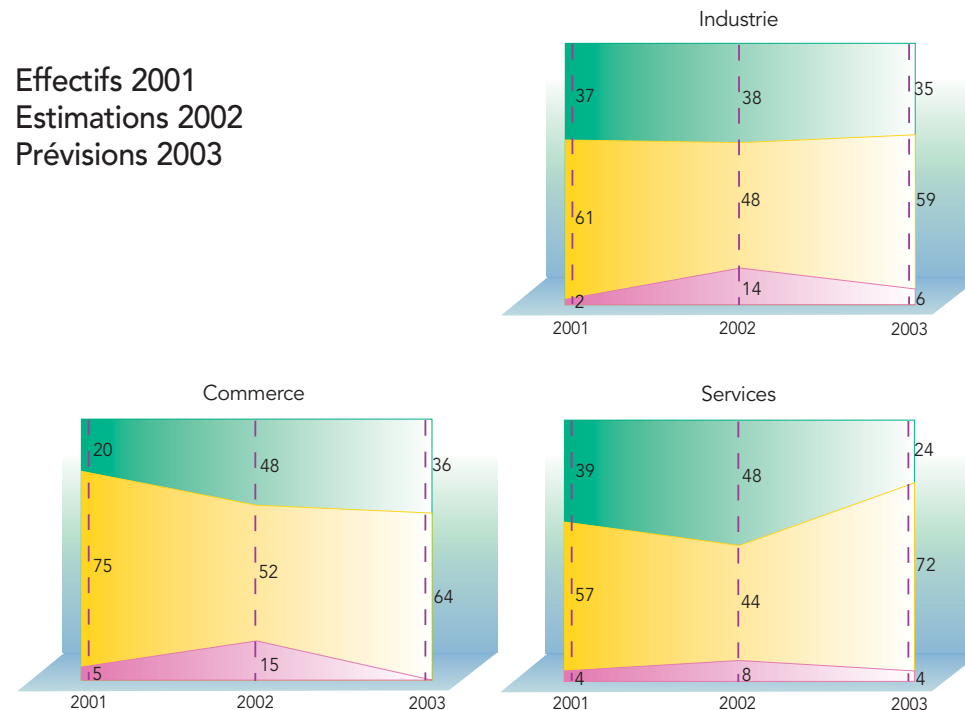 Effectifs 2001
Estimations 2002
Prévisions 2003
Industrie
37 38 35
61 48 59
2 14 6
2001 2002 2003
Commerce
20 48 36
75 52 64
5 15
2001 2002 2003
Services
39 48 24
57 44 72
4 8 4
2001 2002 2003